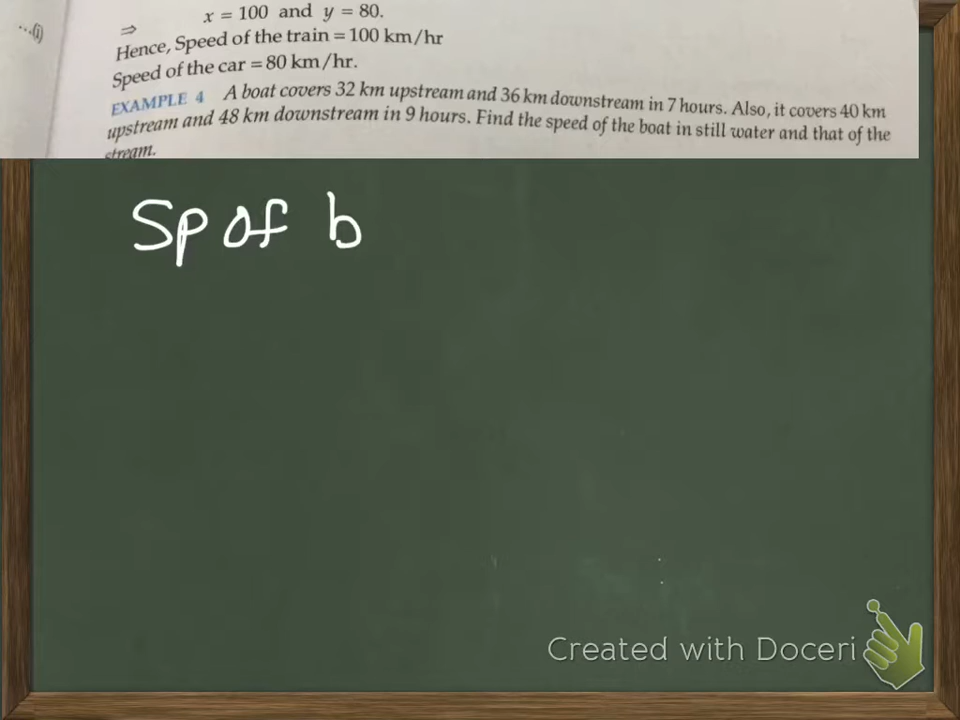 ...(i)
⇒ x = 100 and y = 80.
Hence, Speed of the train = 100 km/hr
Speed of the car = 80 km/hr.
EXAMPLE 4 A boat covers 32 km upstream and 36 km downstream in 7 hours. Also, it covers 40 km
upstream and 48 km downstream in 9 hours. Find the speed of the boat in still water and that of the
stream.
Sp of b
Created with Doceri